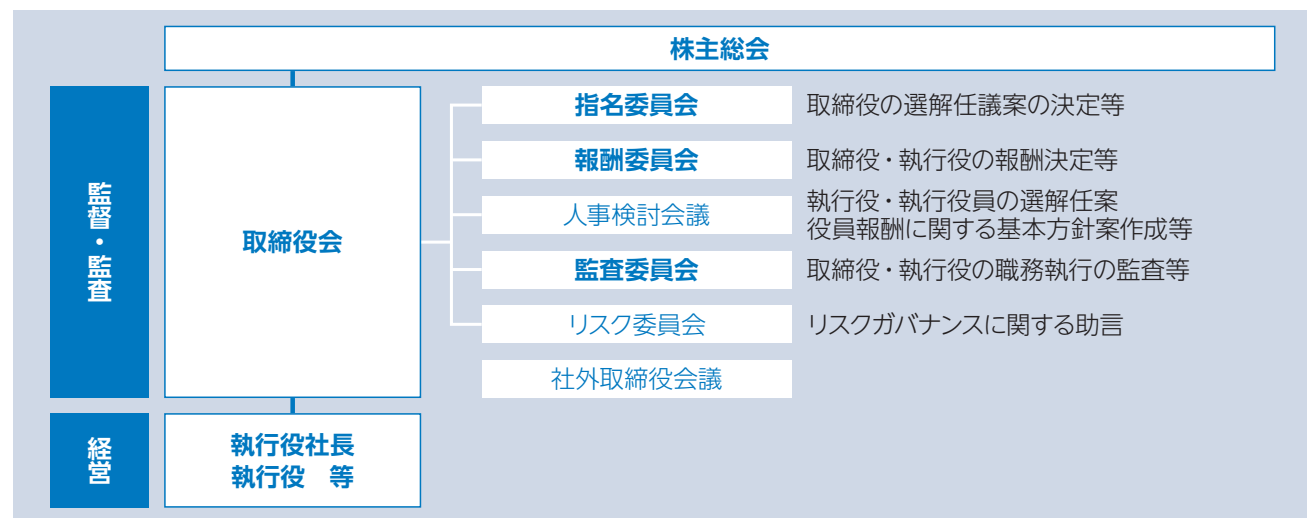 株主総会
監督・監査
取締役会
指名委員会 取締役の選解任議案の決定等
報酬委員会 取締役・執行役の報酬決定等
人事検討会議 執行役・執行役員の選解任案
役員報酬に関する基本方針案作成等
監査委員会 取締役・執行役の職務執行の監査等
リスク委員会 リスクガバナンスに関する助言
社外取締役会議
経営
執行役社長
執行役　等